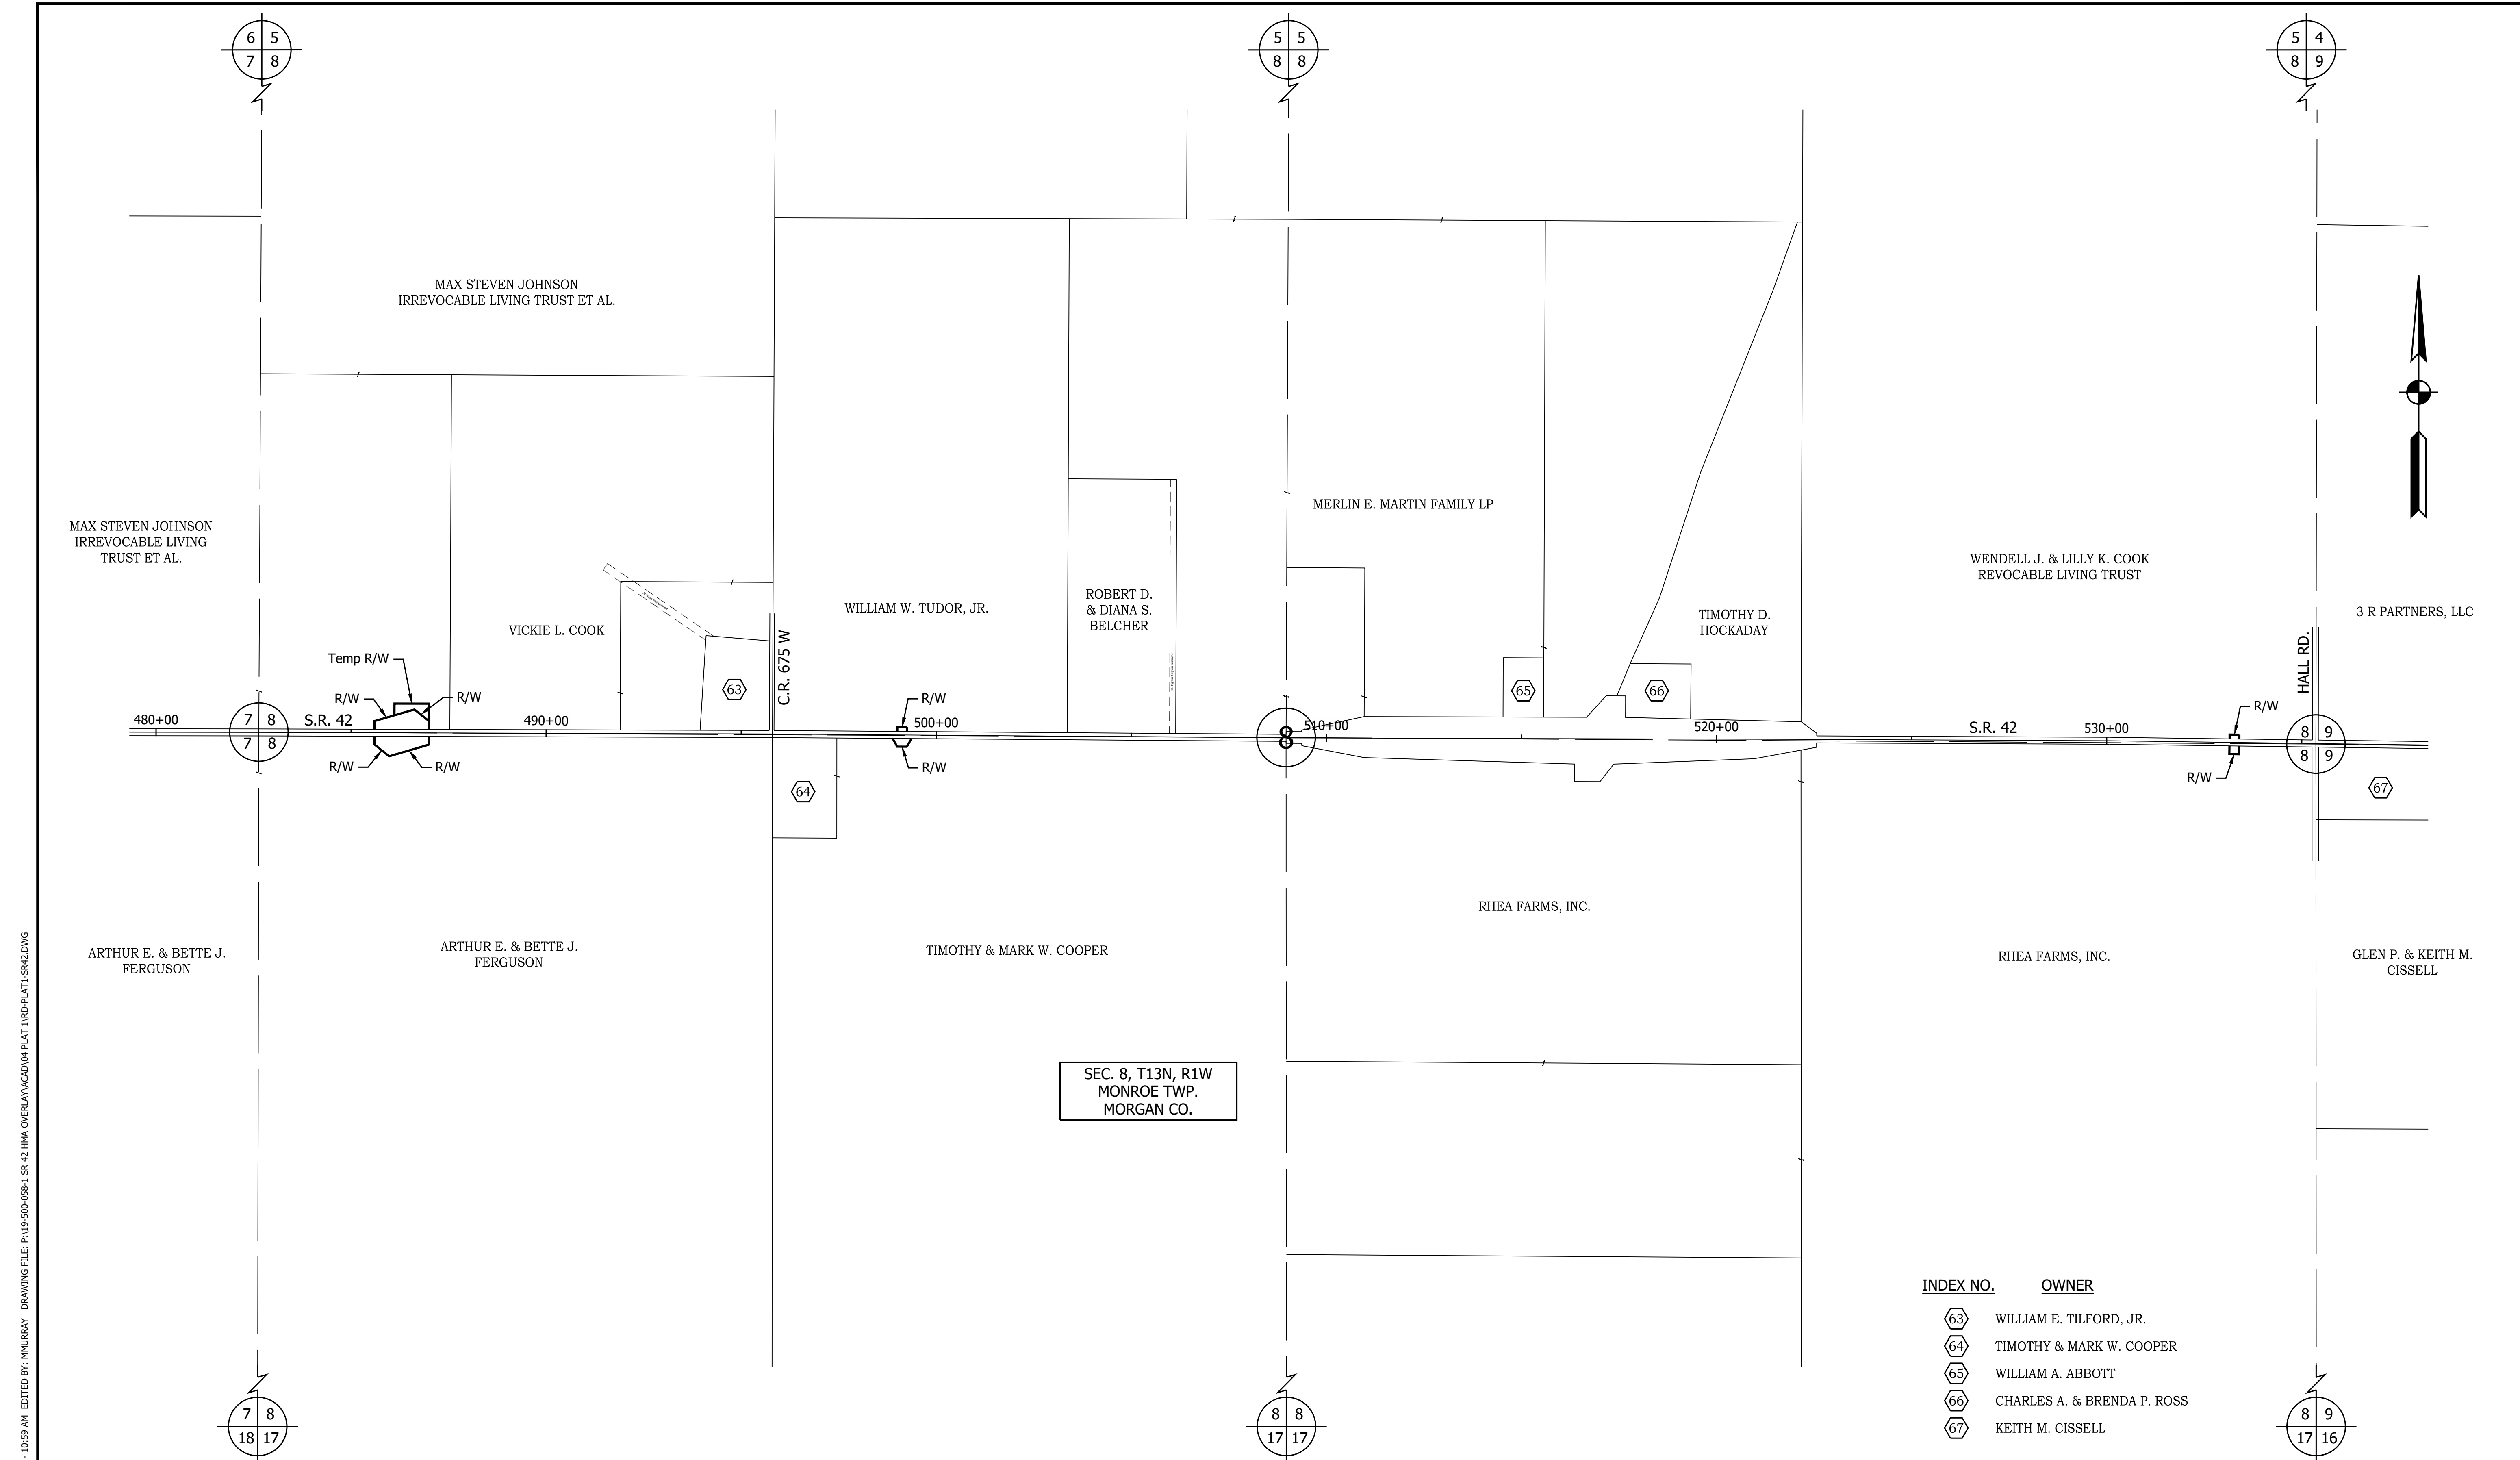 6 5
7 8
5 5
8 8
5 4
8 9
MAX STEVEN JOHNSON
IRREVOCABLE LIVING TRUST ET AL.
MAX STEVEN JOHNSON
IRREVOCABLE LIVING
TRUST ET AL.
MERLIN E. MARTIN FAMILY LP
WENDELL J. & LILLY K. COOK
REVOCABLE LIVING TRUST
3 R PARTNERS, LLC
VICKIE L. COOK
WILLIAM W. TUDOR, JR.
ROBERT D.
& DIANA S.
BELCHER
TIMOTHY D.
HOCKADAY
C.R. 675 W
HALL RD.
Temp R/W
R/W
R/W
R/W
R/W
63
65
66
R/W
R/W
480+00
7 8
7 8
S.R. 42
490+00
500+00
8
8
510+00
520+00
S.R. 42
530+00
8 9
8 9
R/W
R/W
64
67
ARTHUR E. & BETTE J.
FERGUSON
ARTHUR E. & BETTE J.
FERGUSON
TIMOTHY & MARK W. COOPER
RHEA FARMS, INC.
RHEA FARMS, INC.
GLEN P. & KEITH M.
CISSELL
SEC. 8, T13N, R1W
MONROE TWP.
MORGAN CO.
INDEX NO. OWNER
63 WILLIAM E. TILFORD, JR.
64 TIMOTHY & MARK W. COOPER
65 WILLIAM A. ABBOTT
66 CHARLES A. & BRENDA P. ROSS
67 KEITH M. CISSELL
7 8
18 17
8 8
17 17
8 9
17 16
- 10:59 AM EDITED BY: MMURRAY DRAWING FILE: P:\19-500-058-1 SR 42 HMA OVERLAY\ACAD\04 PLAT 1\RD-PLAT1-SR42.DWG